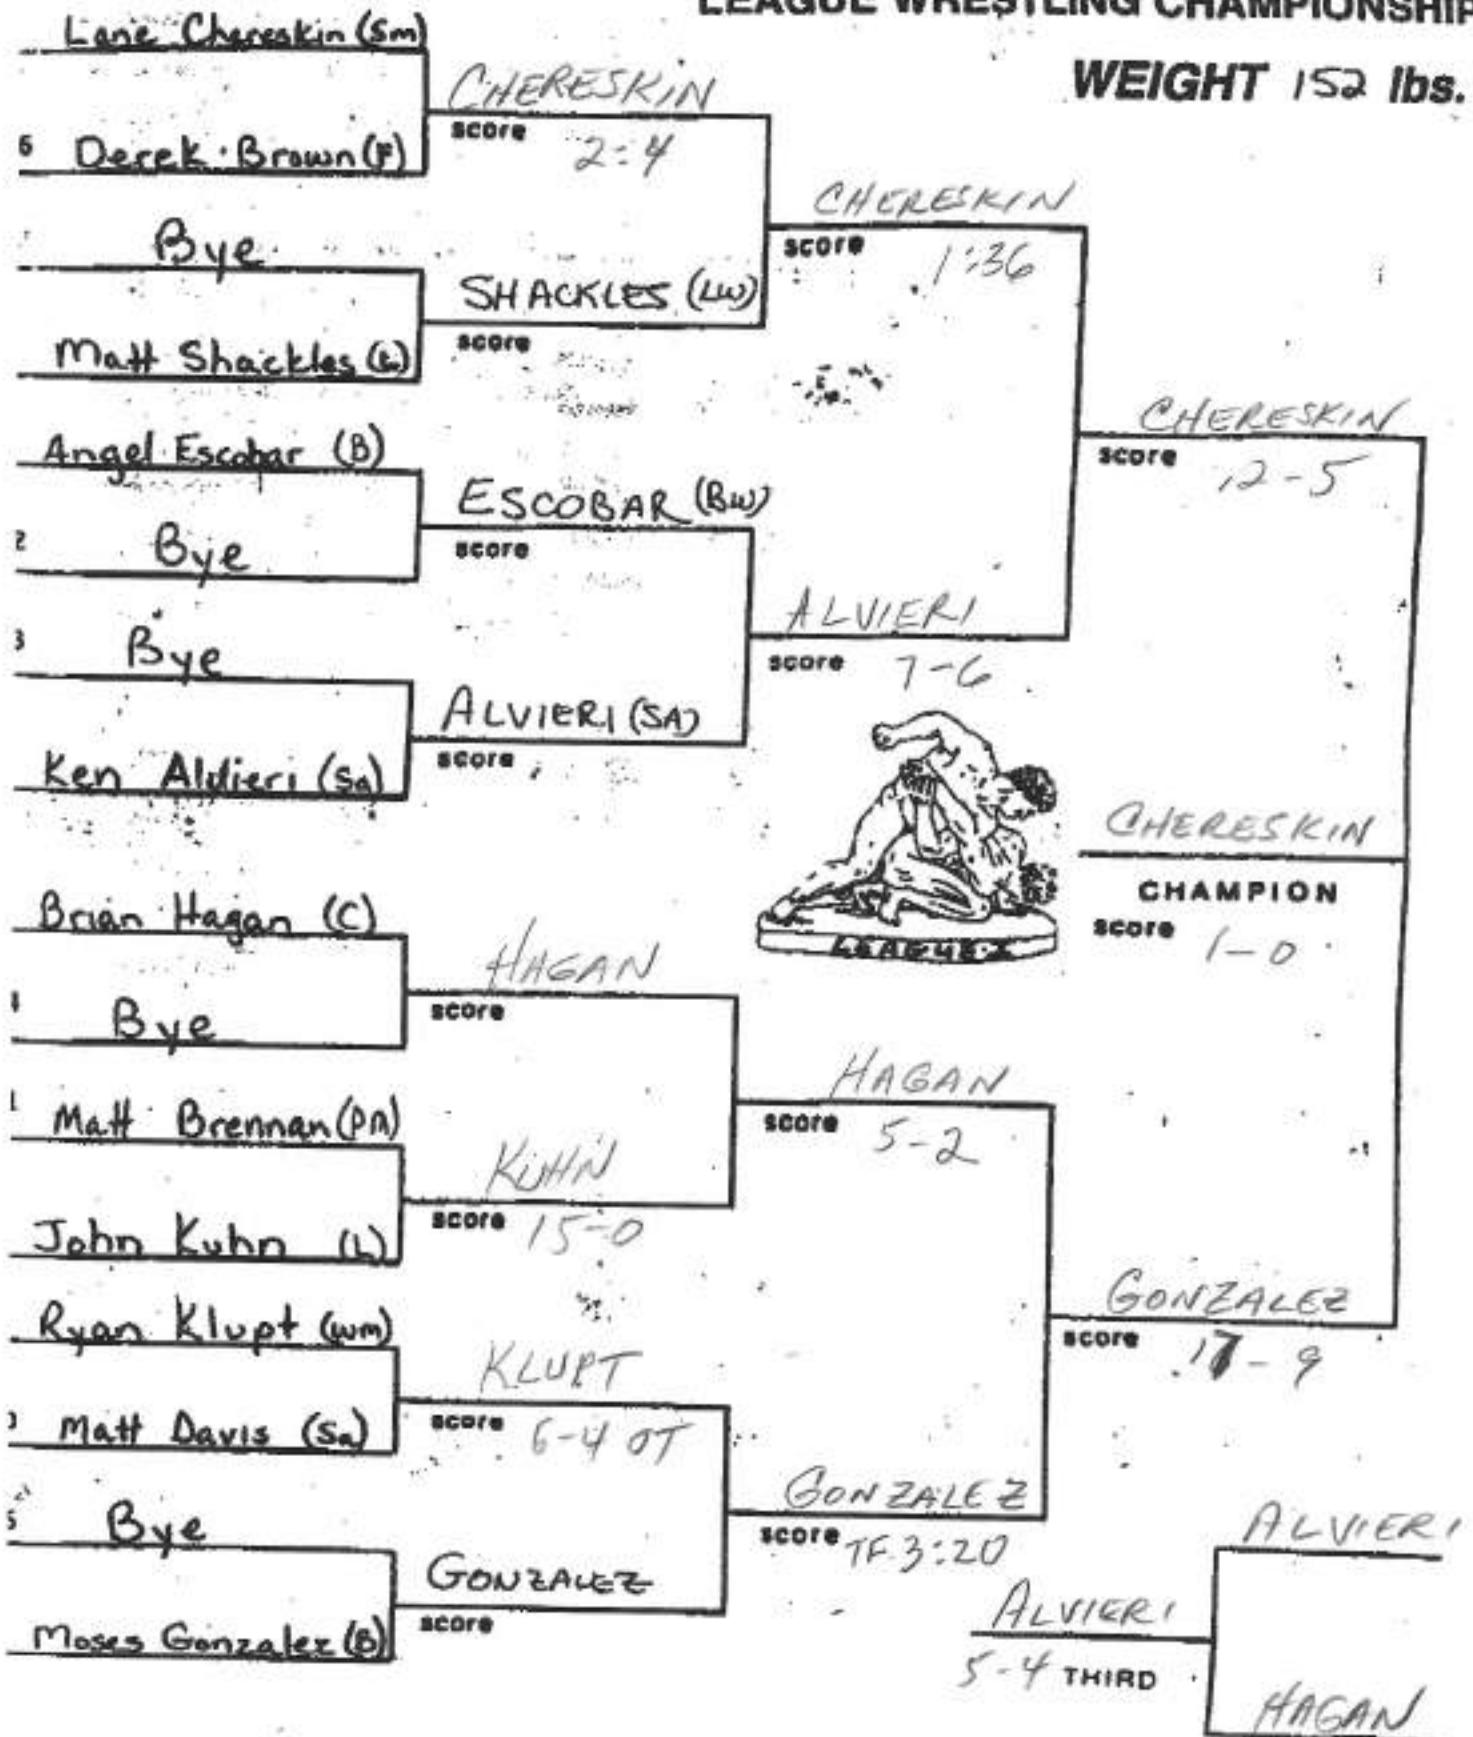 LEAGUE WRESTLING CHAMPIONSHIP
WEIGHT 152 lbs.
Lane Chereskin (Sm)
CHERESKIN
score 2:4
6 Derek Brown (F)
CHERESKIN
score 1:36
Bye
SHACKLES (LW)
score
Matt Shackles (L)
CHERESKIN
score 12-5
Angel Escobar (B)
ESCOBAR (BW)
score
2 Bye
ALVIERI
score 7-6
3 Bye
ALVIERI (SA)
score
Ken Alvieri (Sa)
CHERESKIN
CHAMPION
score 1-0
LEAGUE I
Brian Hagan (C)
HAGAN
score
Bye
HAGAN
score 5-2
1 Matt Brennan (PA)
KUHN
score 15-0
John Kuhn (L)
GONZALEZ
score 17-9
Ryan Klupt (WM)
KLUPT
score 6-4 OT
Matt Davis (Sa)
GONZALEZ
score TF 3:20
5 Bye
GONZALEZ
score
Moses Gonzalez (B)
ALVIERI
ALVIERI
5-4 THIRD
HAGAN